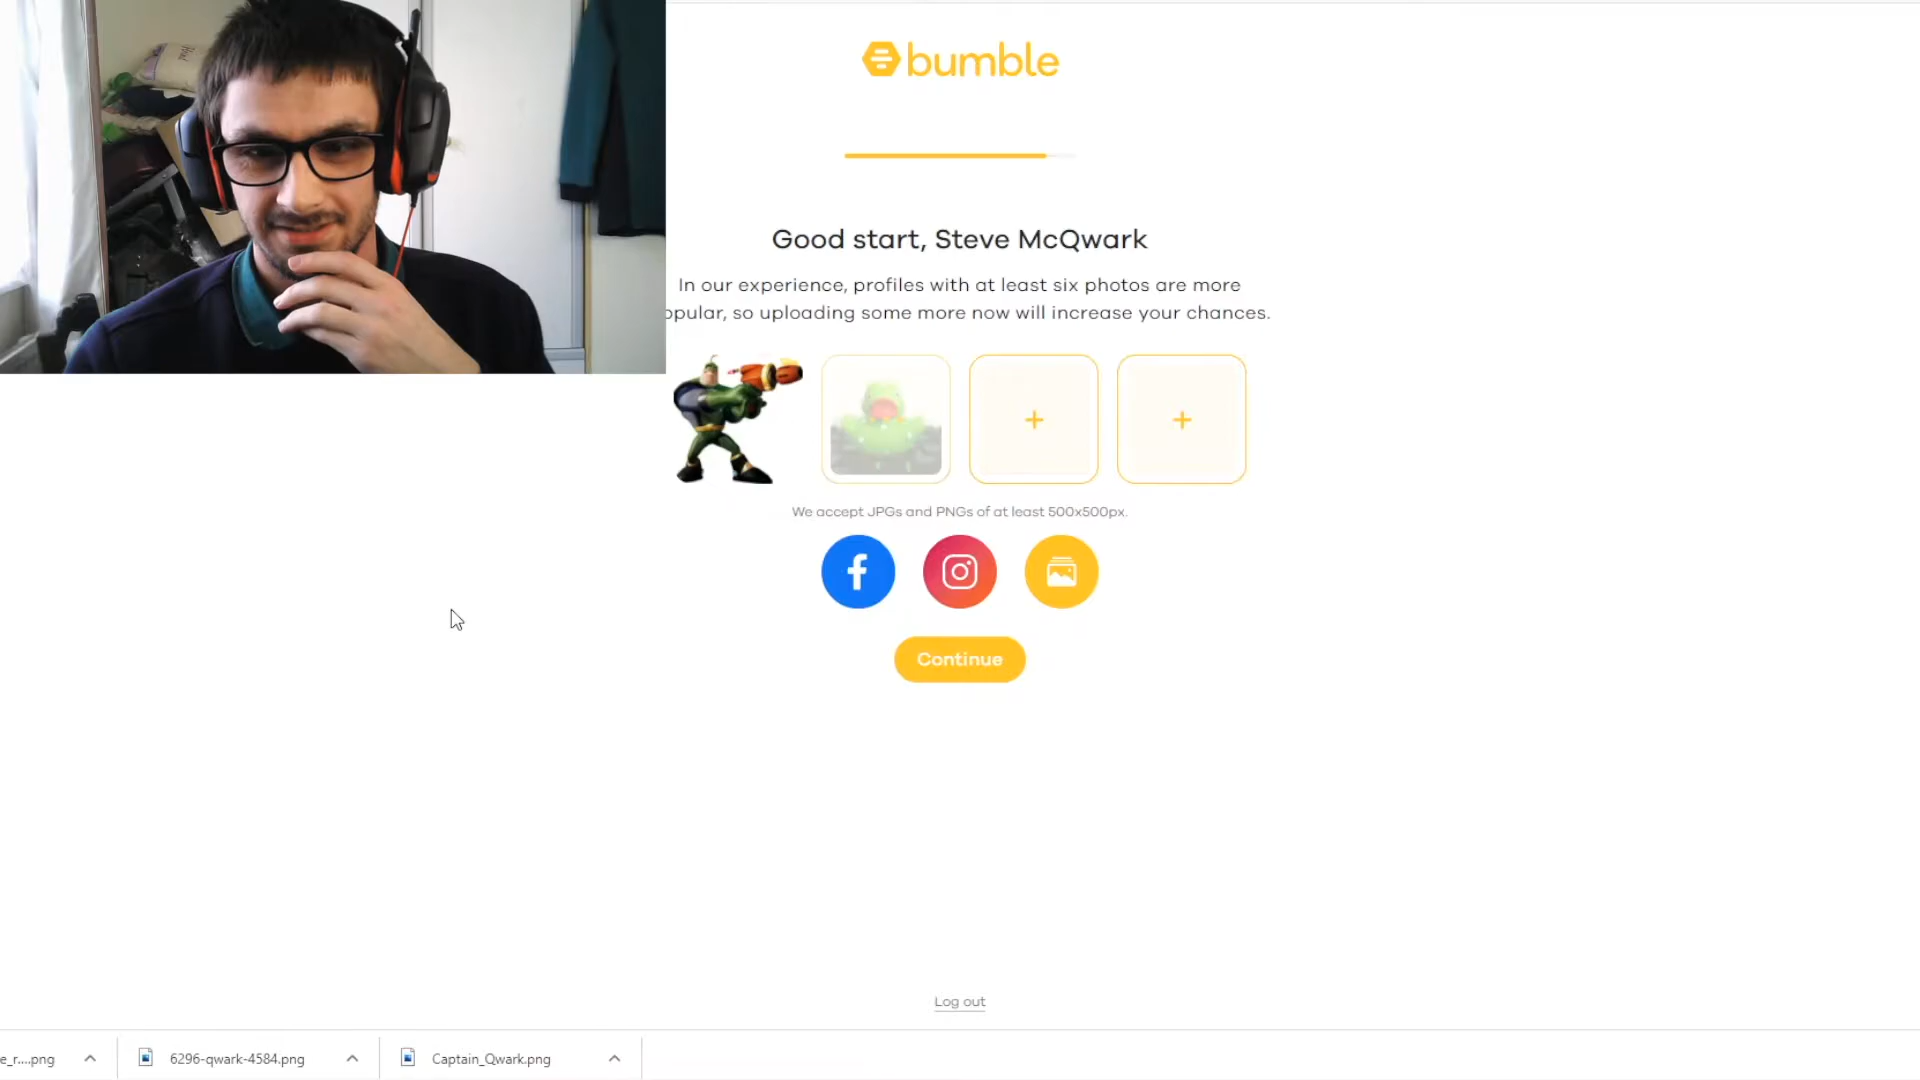 bumble
Good start, Steve McQwark
In our experience, profiles with at least six photos are more
opular, so uploading some more now will increase your chances.
We accept JPGs and PNGs of at least 500x500px.
Continue
Log out
e_r....png
6296-qwark-4584.png
Captain_Qwark.png